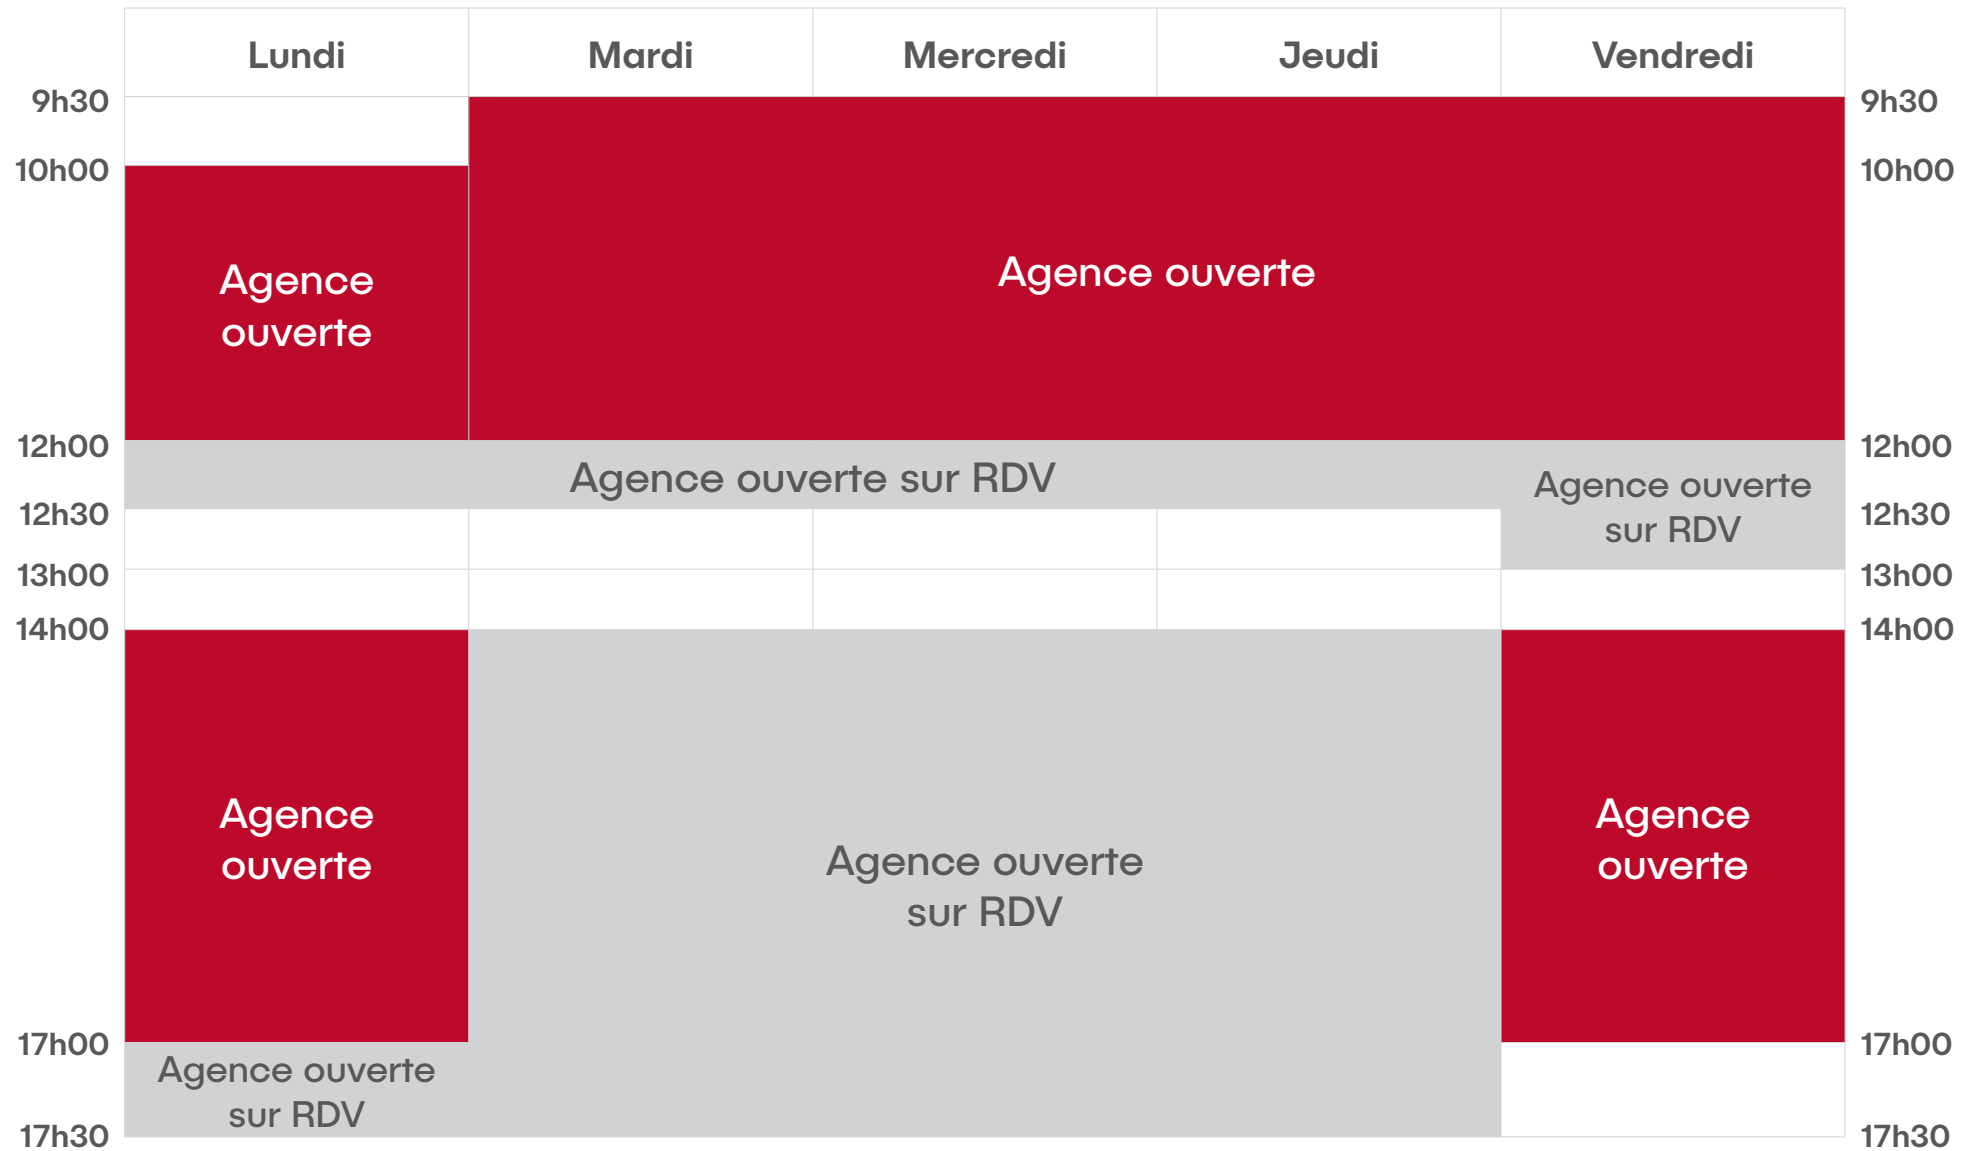 Lundi Mardi Mercredi Jeudi Vendredi
9h30 9h30
10h00 10h00
Agence
ouverte
Agence ouverte
12h00 12h00
Agence ouverte sur RDV
Agence ouverte
sur RDV
12h30 12h30
13h00 13h00
14h00 14h00
Agence
ouverte
Agence ouverte
sur RDV
Agence
ouverte
17h00 17h00
Agence ouverte
sur RDV
17h30 17h30